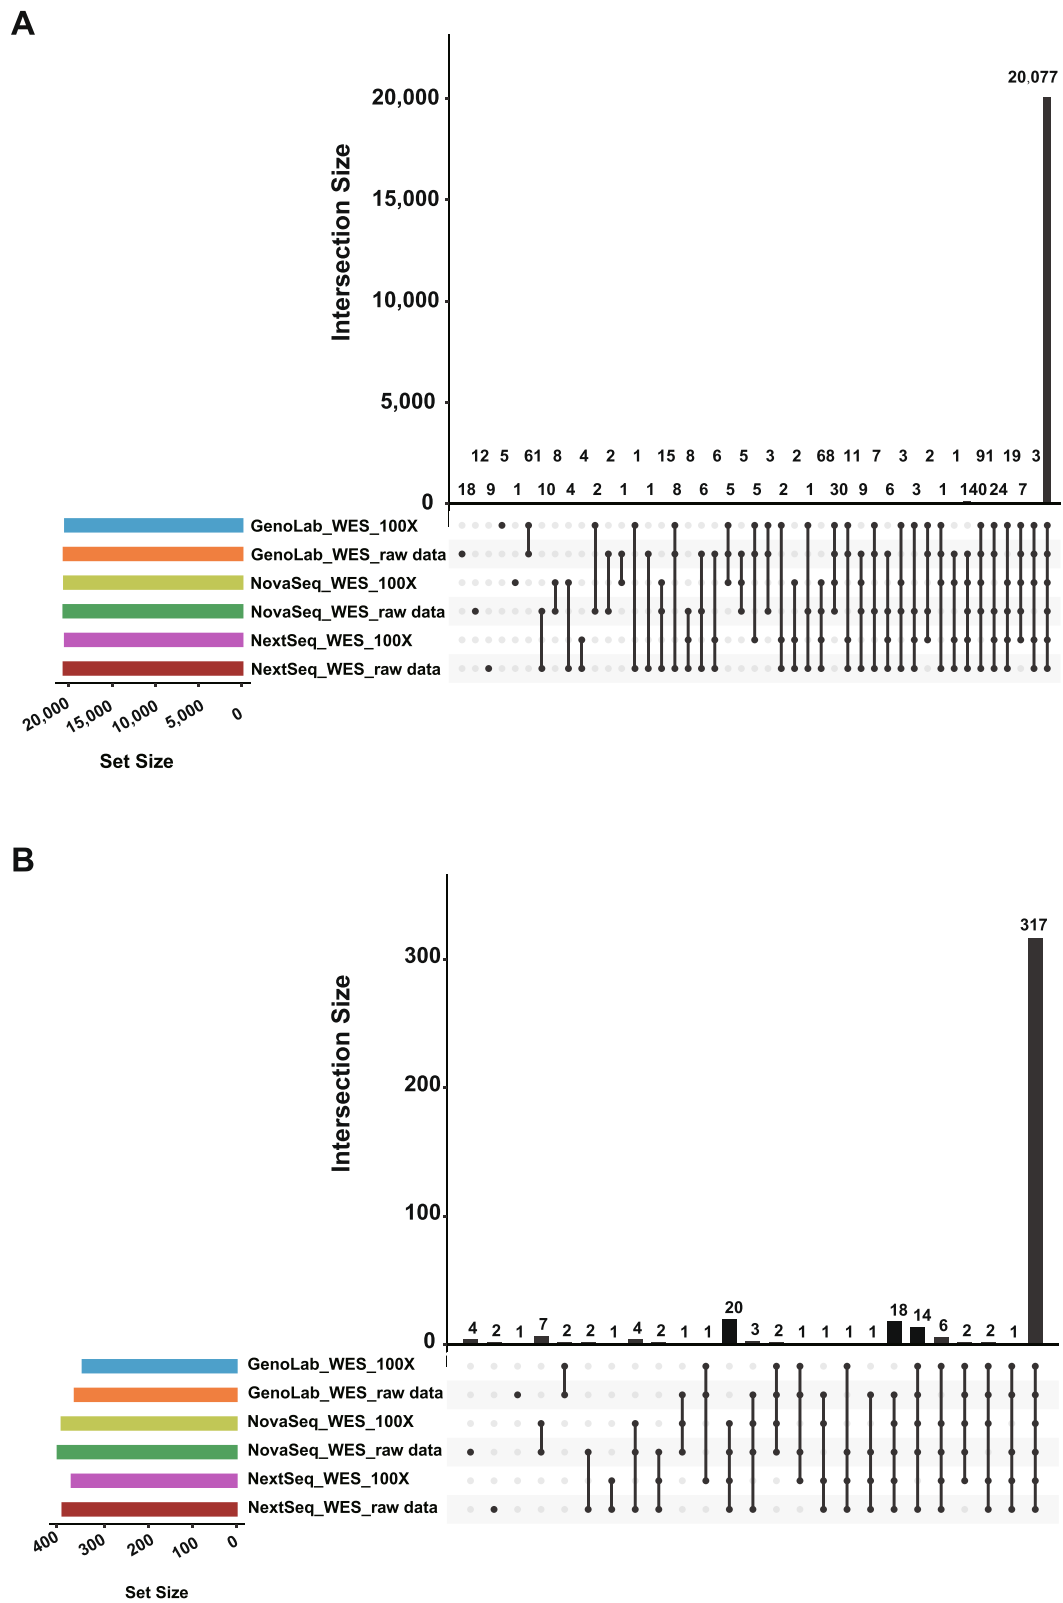 A
20,077
20,000
15,000
10,000
5,000
0
Intersection Size
12 5 61 8 4 2 1 15 8 6 5 3 2 68 11 7 3 2 1 91 19 3
18 9 1 10 4 2 1 1 8 6 5 5 2 1 30 9 6 3 1 140 24 7
GenoLab_WES_100X
GenoLab_WES_raw data
NovaSeq_WES_100X
NovaSeq_WES_raw data
NextSeq_WES_100X
NextSeq_WES_raw data
20,000 15,000 10,000 5,000 0
Set Size
B
317
300
200
100
0
Intersection Size
4 2 1 7 2 2 1 4 2 1 1 20 3 2 1 1 1 1 18 14 6 2 2 1
GenoLab_WES_100X
GenoLab_WES_raw data
NovaSeq_WES_100X
NovaSeq_WES_raw data
NextSeq_WES_100X
NextSeq_WES_raw data
400 300 200 100 0
Set Size